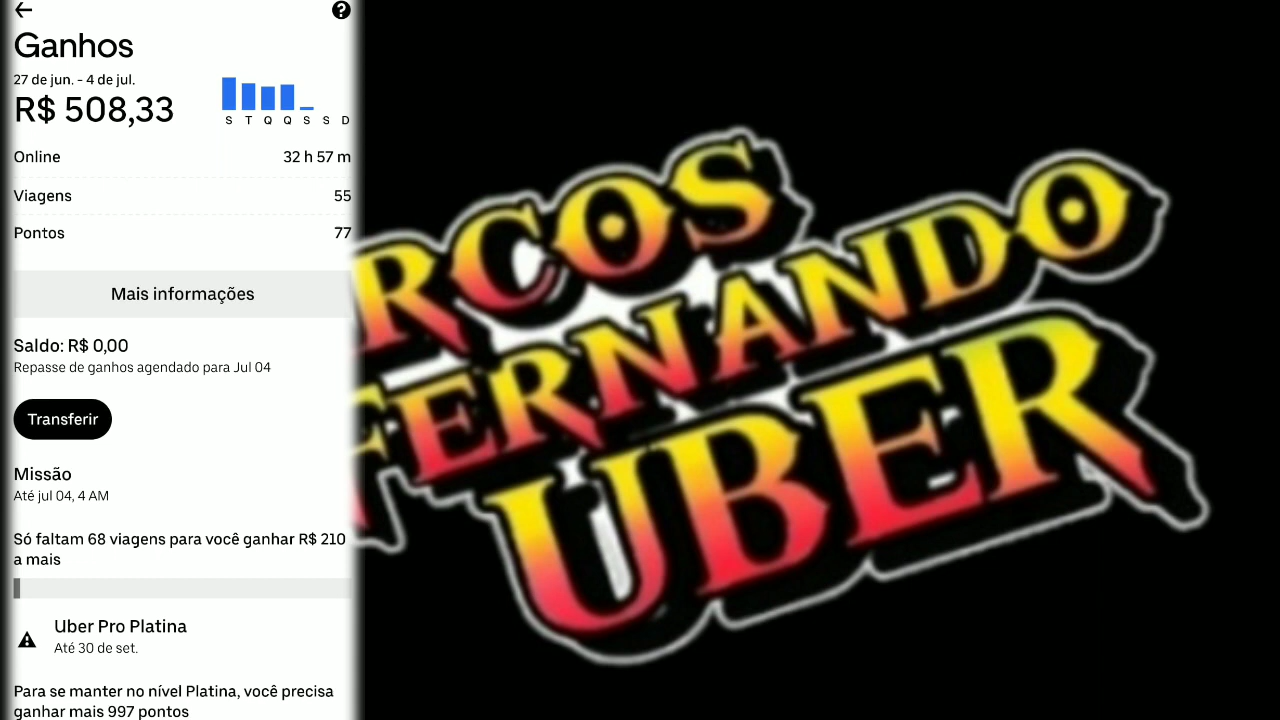 Ganhos
27 de jun. - 4 de jul.
R$ 508,33
S T Q Q S S D
Online 32 h 57 m
Viagens 55
Pontos 77
Mais informações
Saldo: R$ 0,00
Repasse de ganhos agendado para Jul 04
Transferir
Missão
Até jul 04, 4 AM
Só faltam 68 viagens para você ganhar R$ 210
a mais
Uber Pro Platina
Até 30 de set.
Para se manter no nível Platina, você precisa
ganhar mais 997 pontos
RCOS
FERNANDO
UBER